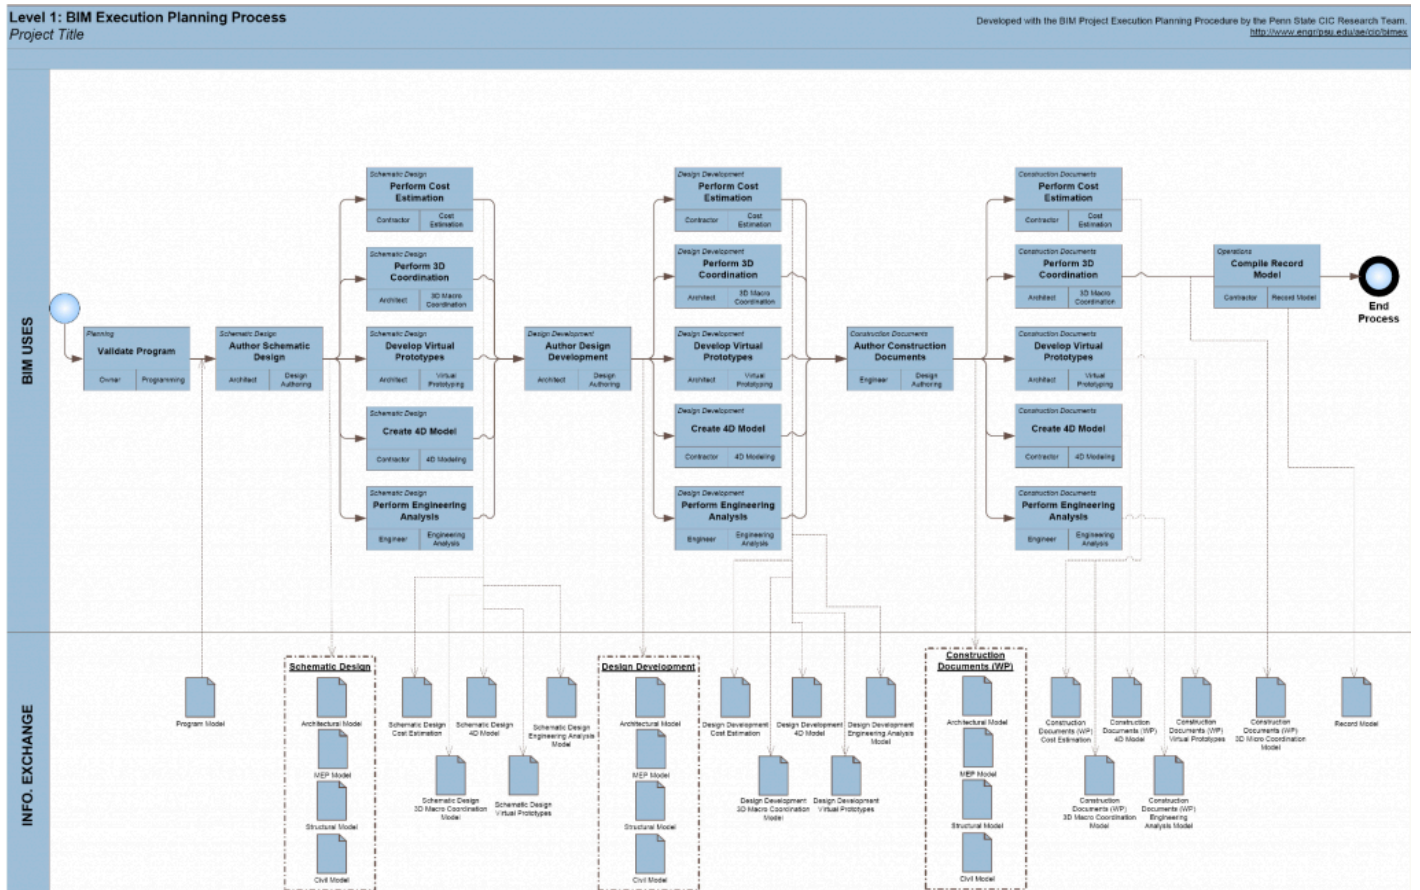 Level 1: BIM Execution Planning Process
Project Title
Developed with the BIM Project Execution Planning Procedure by the Penn State CIC Research Team.
http://www.engr/psu.edu/ae/cic/bimex
BIM USES
Planning
Validate Program
Owner Programming
Schematic Design
Author Schematic
Design
Architect Design
Authoring
Schematic Design
Perform Cost
Estimation
Contractor Cost
Estimation
Schematic Design
Perform 3D
Coordination
Architect 3D Macro
Coordination
Schematic Design
Develop Virtual
Prototypes
Architect Virtual
Prototyping
Schematic Design
Create 4D Model
Contractor 4D Modeling
Schematic Design
Perform Engineering
Analysis
Engineer Engineering
Analysis
Design Development
Author Design
Development
Architect Design
Authoring
Design Development
Perform Cost
Estimation
Contractor Cost
Estimation
Design Development
Perform 3D
Coordination
Architect 3D Macro
Coordination
Design Development
Develop Virtual
Prototypes
Architect Virtual
Prototyping
Design Development
Create 4D Model
Contractor 4D Modeling
Design Development
Perform Engineering
Analysis
Engineer Engineering
Analysis
Construction Documents
Author Construction
Documents
Engineer Design
Authoring
Construction Documents
Perform Cost
Estimation
Contractor Cost
Estimation
Construction Documents
Perform 3D
Coordination
Architect 3D Macro
Coordination
Construction Documents
Develop Virtual
Prototypes
Architect Virtual
Prototyping
Construction Documents
Create 4D Model
Contractor 4D Modeling
Construction Documents
Perform Engineering
Analysis
Engineer Engineering
Analysis
Operations
Compile Record
Model
Contractor Record Model
End
Process
INFO. EXCHANGE
Program Model
Schematic Design
Architectural Model
MEP Model
Structural Model
Civil Model
Schematic Design
Cost Estimation
Schematic Design
4D Model
Schematic Design
Engineering Analysis
Model
Schematic Design
3D Macro Coordination
Model
Schematic Design
Virtual Prototypes
Design Development
Architectural Model
MEP Model
Structural Model
Civil Model
Design Development
Cost Estimation
Design Development
4D Model
Design Development
Engineering Analysis
Model
Design Development
3D Macro Coordination
Model
Design Development
Virtual Prototypes
Construction
Documents (WP)
Architectural Model
MEP Model
Structural Model
Civil Model
Construction
Documents (WP)
Cost Estimation
Construction
Documents (WP)
4D Model
Construction
Documents (WP)
Virtual Prototypes
Construction
Documents (WP)
3D Micro Coordination
Model
Construction
Documents (WP)
3D Macro Coordination
Model
Construction
Documents (WP)
Engineering
Analysis Model
Record Model